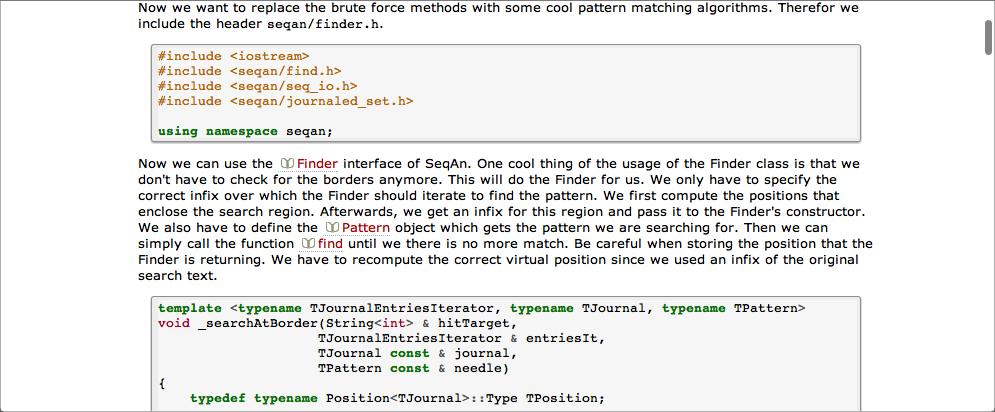 Now we want to replace the brute force methods with some cool pattern matching algorithms. Therefor we
include the header seqan/finder.h.
#include <iostream>
#include <seqan/find.h>
#include <seqan/seq_io.h>
#include <seqan/journaled_set.h>
using namespace seqan;
Now we can use the Finder interface of SeqAn. One cool thing of the usage of the Finder class is that we
don't have to check for the borders anymore. This will do the Finder for us. We only have to specify the
correct infix over which the Finder should iterate to find the pattern. We first compute the positions that
enclose the search region. Afterwards, we get an infix for this region and pass it to the Finder's constructor.
We also have to define the Pattern object which gets the pattern we are searching for. Then we can
simply call the function find until we there is no more match. Be careful when storing the position that the
Finder is returning. We have to recompute the correct virtual position since we used an infix of the original
search text.
template <typename TJournalEntriesIterator, typename TJournal, typename TPattern>
void _searchAtBorder(String<int> & hitTarget,
TJournalEntriesIterator & entriesIt,
TJournal const & journal,
TPattern const & needle)
{
typedef typename Position<TJournal>::Type TPosition;